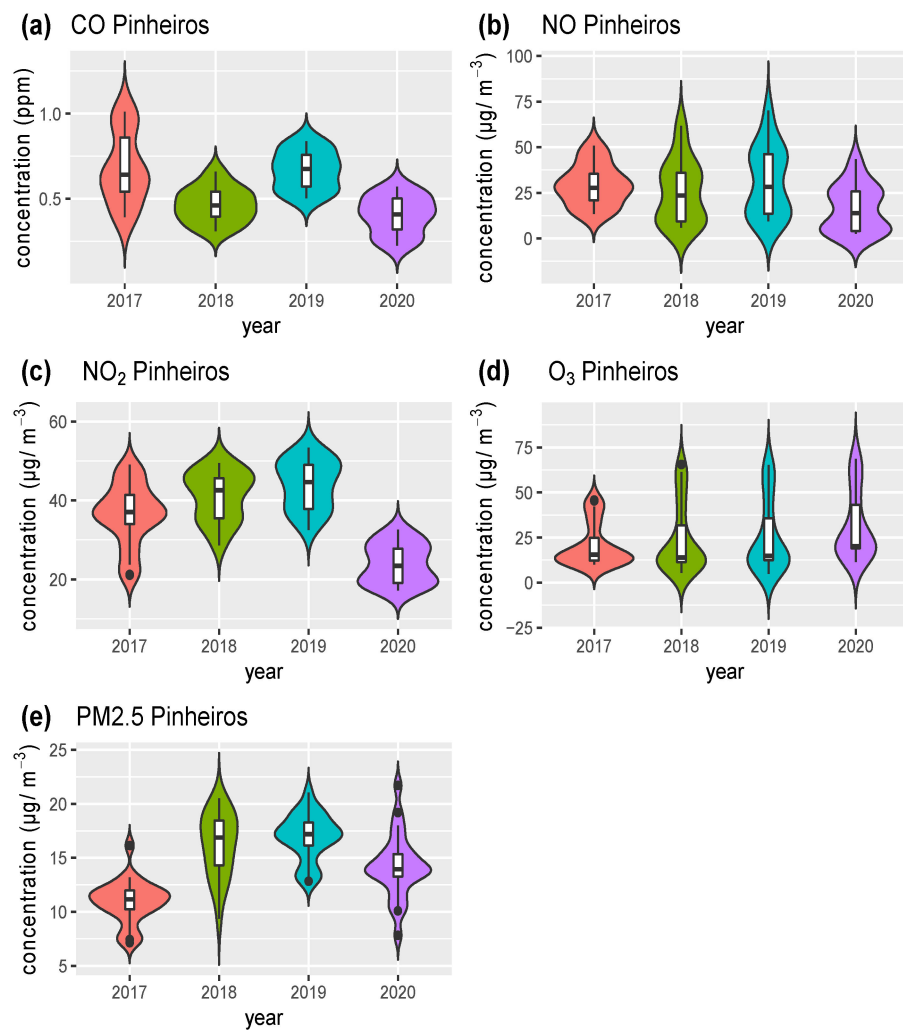 (a) CO Pinheiros
concentration (ppm)
1.0
0.5
2017 2018 2019 2020
year
(b) NO Pinheiros
concentration (µg/ m⁻³)
100
75
50
25
0
2017 2018 2019 2020
year
(c) NO₂ Pinheiros
concentration (µg/ m⁻³)
60
40
20
2017 2018 2019 2020
year
(d) O₃ Pinheiros
concentration (µg/ m⁻³)
75
50
25
0
−25
2017 2018 2019 2020
year
(e) PM2.5 Pinheiros
concentration (µg/ m⁻³)
25
20
15
10
5
2017 2018 2019 2020
year